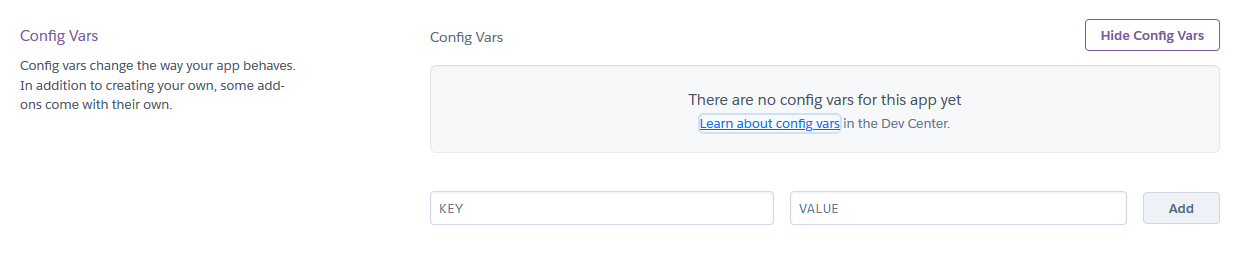 Config Vars
Config vars change the way your app behaves.
In addition to creating your own, some add-
ons come with their own.
Config Vars
Hide Config Vars
There are no config vars for this app yet
Learn about config vars in the Dev Center.
KEY
VALUE
Add